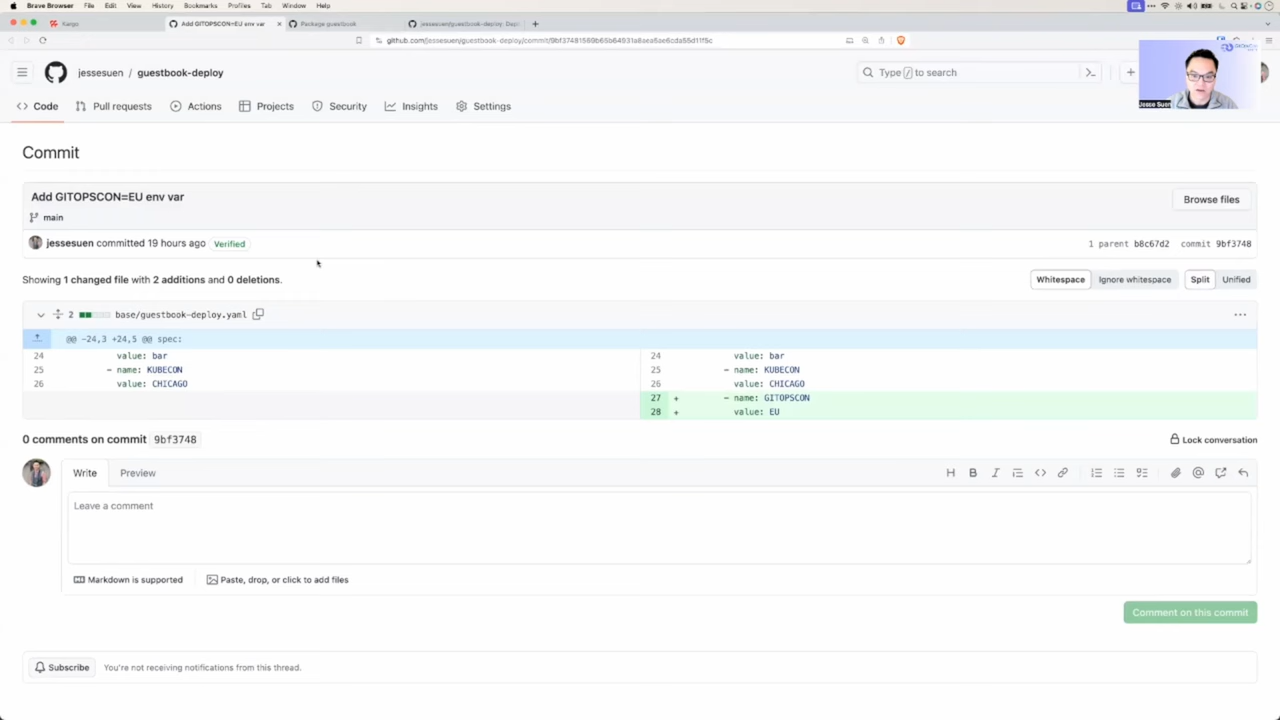 Brave Browser File Edit View History Bookmarks Profiles Tab Window Help
Kargo
Add GITOPSCON=EU env var
Package guestbook
jessesuen/guestbook-deploy: Depl
jessesuen / guestbook-deploy
Type / to search
Jesse Suen
Code
Pull requests
Actions
Projects
Security
Insights
Settings
Commit
Add GITOPSCON=EU env var
Browse files
main
jessesuen committed 19 hours ago Verified
1 parent b8c67d2 commit 9bf3748
Showing 1 changed file with 2 additions and 0 deletions.
Whitespace Ignore whitespace Split Unified
2 base/guestbook-deploy.yaml
@@ -24,3 +24,5 @@ spec:
24 value: bar 24 value: bar
25 - name: KUBECON 25 - name: KUBECON
26 value: CHICAGO 26 value: CHICAGO
27 + - name: GITOPSCON
28 + value: EU
0 comments on commit 9bf3748
Lock conversation
Write Preview
Leave a comment
Markdown is supported
Paste, drop, or click to add files
Comment on this commit
Subscribe You're not receiving notifications from this thread.